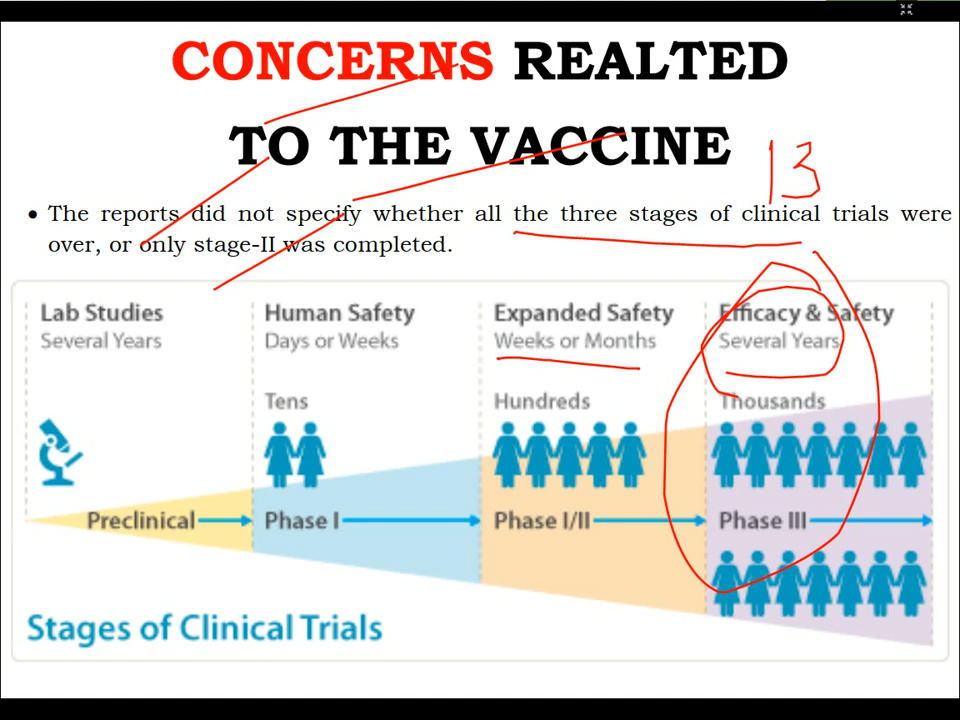 CONCERNS REALTED
TO THE VACCINE
13
• The reports did not specify whether all the three stages of clinical trials were
over, or only stage-II was completed.
Lab Studies
Several Years
Human Safety
Days or Weeks
Expanded Safety
Weeks or Months
Efficacy & Safety
Several Years
Tens
Hundreds
Thousands
Preclinical
Phase I
Phase I/II
Phase III
Stages of Clinical Trials